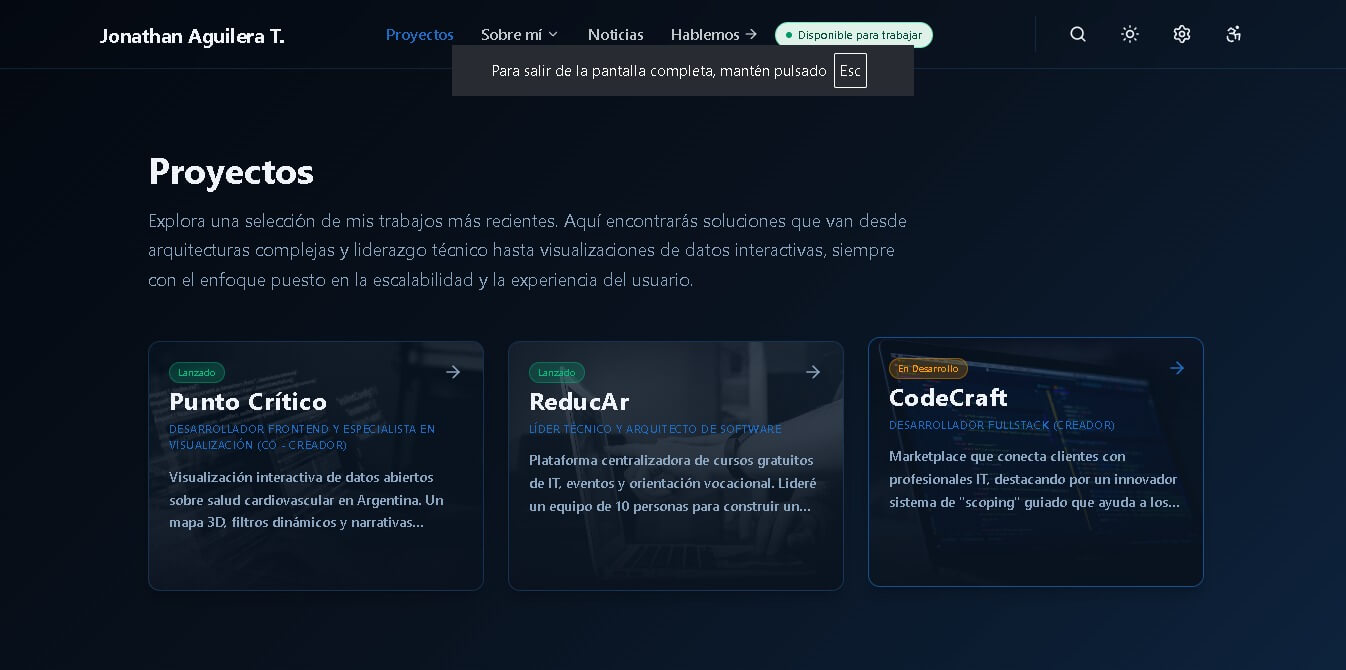 Jonathan Aguilera T.
Proyectos
Sobre mí
Noticias
Hablemos →
Disponible para trabajar
Para salir de la pantalla completa, mantén pulsado Esc
Proyectos
Explora una selección de mis trabajos más recientes. Aquí encontrarás soluciones que van desde
arquitecturas complejas y liderazgo técnico hasta visualizaciones de datos interactivas, siempre
con el enfoque puesto en la escalabilidad y la experiencia del usuario.
Lanzado
Punto Crítico
DESARROLLADOR FRONTEND Y ESPECIALISTA EN
VISUALIZACIÓN (CO - CREADOR)
Visualización interactiva de datos abiertos
sobre salud cardiovascular en Argentina. Un
mapa 3D, filtros dinámicos y narrativas...
Lanzado
ReducAr
LÍDER TÉCNICO Y ARQUITECTO DE SOFTWARE
Plataforma centralizadora de cursos gratuitos
de IT, eventos y orientación vocacional. Lideré
un equipo de 10 personas para construir un...
En Desarrollo
CodeCraft
DESARROLLADOR FULLSTACK (CREADOR)
Marketplace que conecta clientes con
profesionales IT, destacando por un innovador
sistema de "scoping" guiado que ayuda a los...